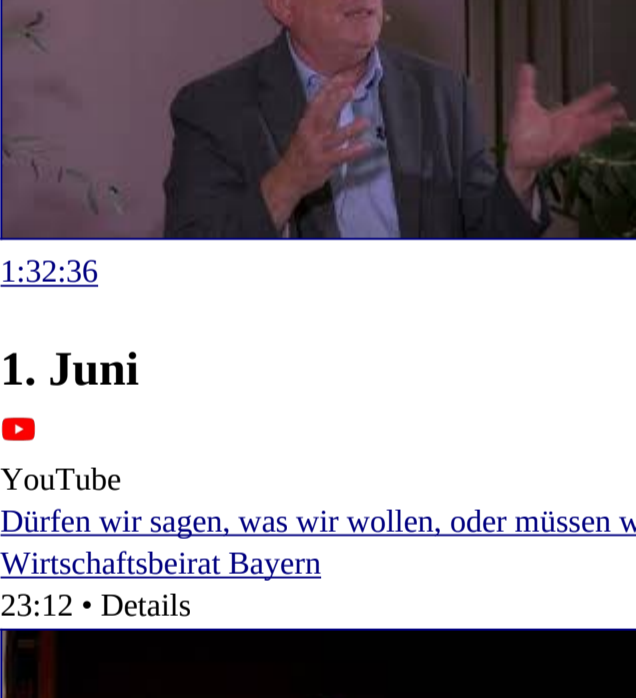 1:32:36
1. Juni
YouTube
Dürfen wir sagen, was wir wollen, oder müssen
Wirtschaftsbeirat Bayern
23:12 • Details